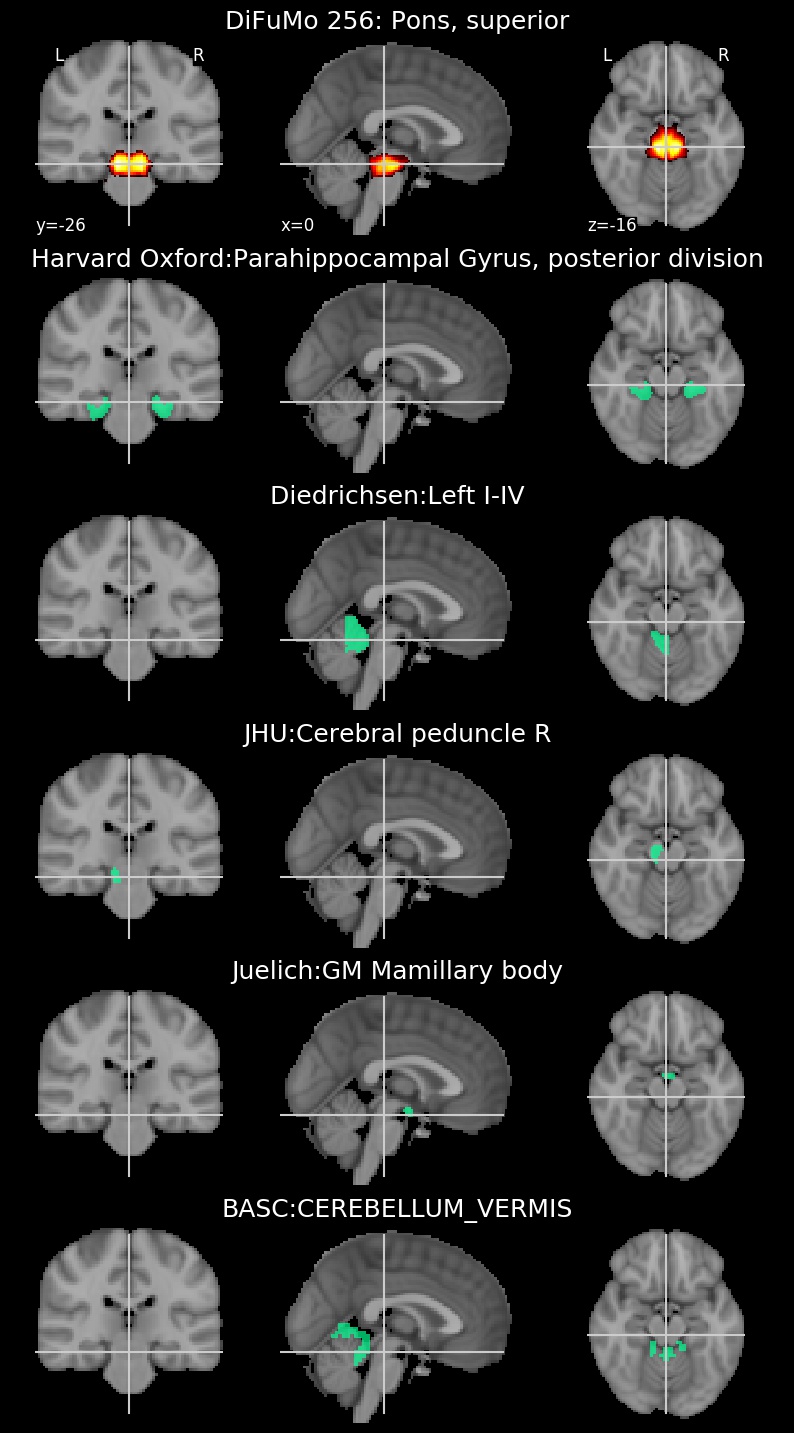 DiFuMo 256: Pons, superior
L R L R
y=-26 x=0 z=-16
Harvard Oxford:Parahippocampal Gyrus, posterior division
Diedrichsen:Left I-IV
JHU:Cerebral peduncle R
Juelich:GM Mamillary body
BASC:CEREBELLUM_VERMIS